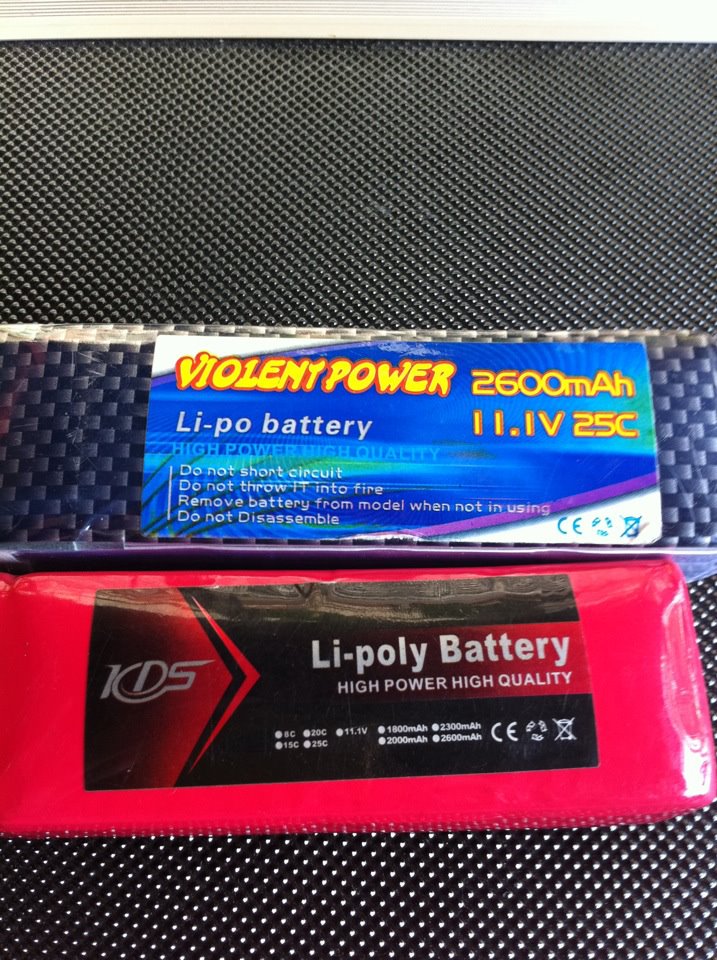 VIOLENT POWER 2600mAh
Li-po battery 11.1V 25C
HIGH POWER HIGH QUALITY
Do not short circuit
Do not throw IT into fire
Remove battery from model when not in using
Do not Disassemble
CE
KDS
Li-poly Battery
HIGH POWER HIGH QUALITY
8C 20C 11.1V 1800mAh 2300mAh
15C 25C 2000mAh 2600mAh
CE